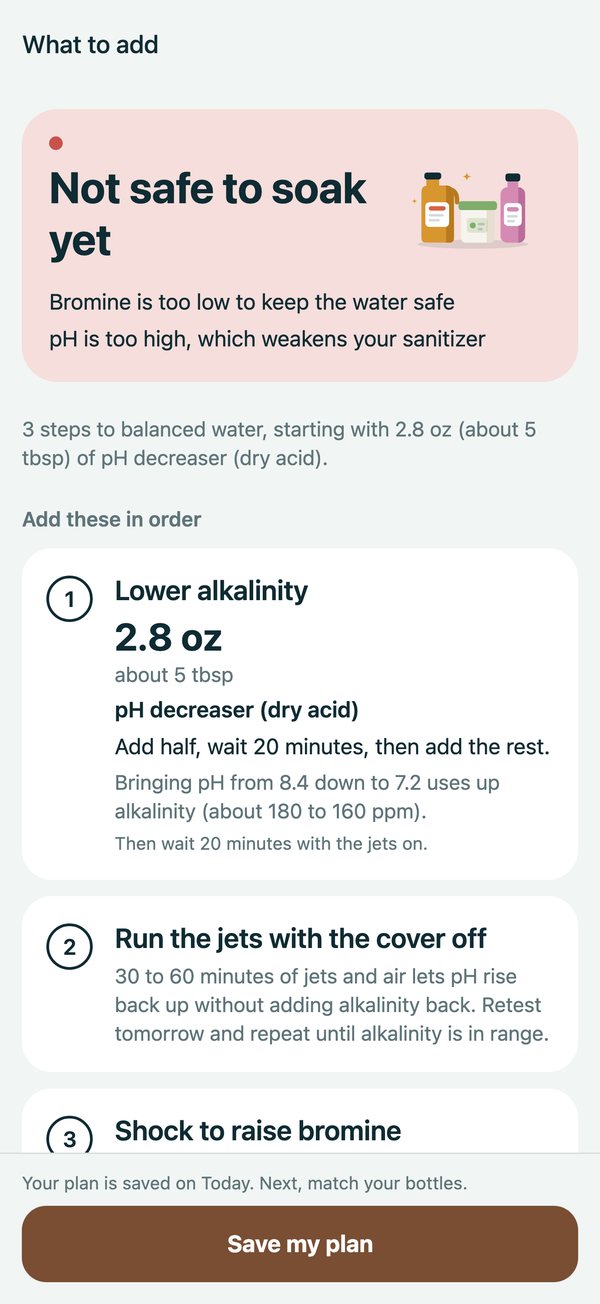 What to add
Not safe to soak
yet
Bromine is too low to keep the water safe
pH is too high, which weakens your sanitizer
3 steps to balanced water, starting with 2.8 oz (about 5
tbsp) of pH decreaser (dry acid).
Add these in order
1
Lower alkalinity
2.8 oz
about 5 tbsp
pH decreaser (dry acid)
Add half, wait 20 minutes, then add the rest.
Bringing pH from 8.4 down to 7.2 uses up
alkalinity (about 180 to 160 ppm).
Then wait 20 minutes with the jets on.
2
Run the jets with the cover off
30 to 60 minutes of jets and air lets pH rise
back up without adding alkalinity back. Retest
tomorrow and repeat until alkalinity is in range.
3
Shock to raise bromine
Your plan is saved on Today. Next, match your bottles.
Save my plan